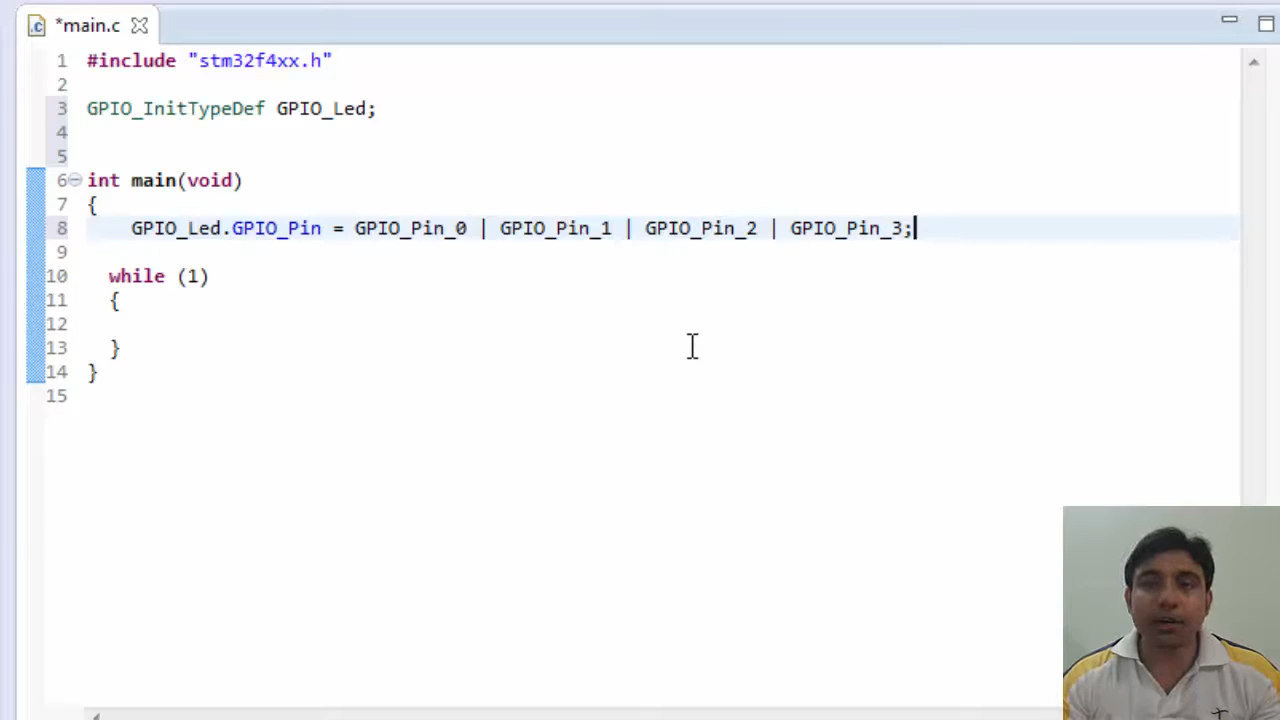 *main.c
1 #include "stm32f4xx.h"
2
3 GPIO_InitTypeDef GPIO_Led;
4
5
6 int main(void)
7 {
8 GPIO_Led.GPIO_Pin = GPIO_Pin_0 | GPIO_Pin_1 | GPIO_Pin_2 | GPIO_Pin_3;
9
10 while (1)
11 {
12
13 }
14 }
15